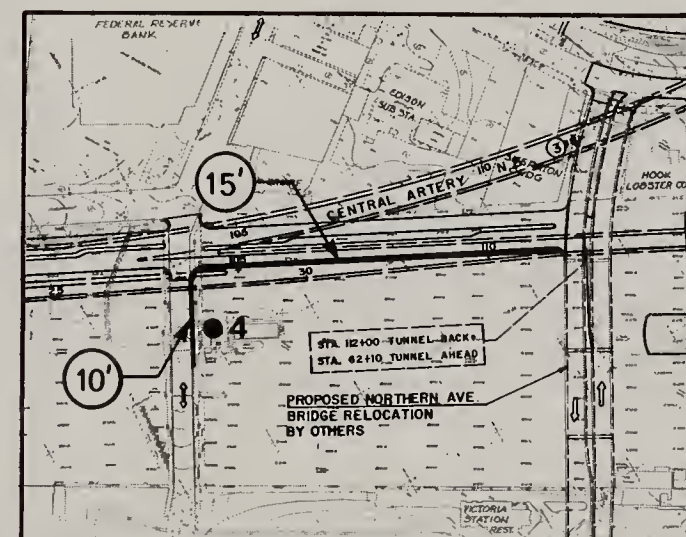 FEDERAL RESERVE
BANK
EDISON
SUB STA.
15'
CENTRAL ARTERY
110
3
HOOK
LOBSTER CO
105
110
25
30
4
10'
STA. 112+00 TUNNEL BACK
STA. 62+10 TUNNEL AHEAD
PROPOSED NORTHERN AVE.
BRIDGE RELOCATION
BY OTHERS
VICTORIA
STATION
REST.